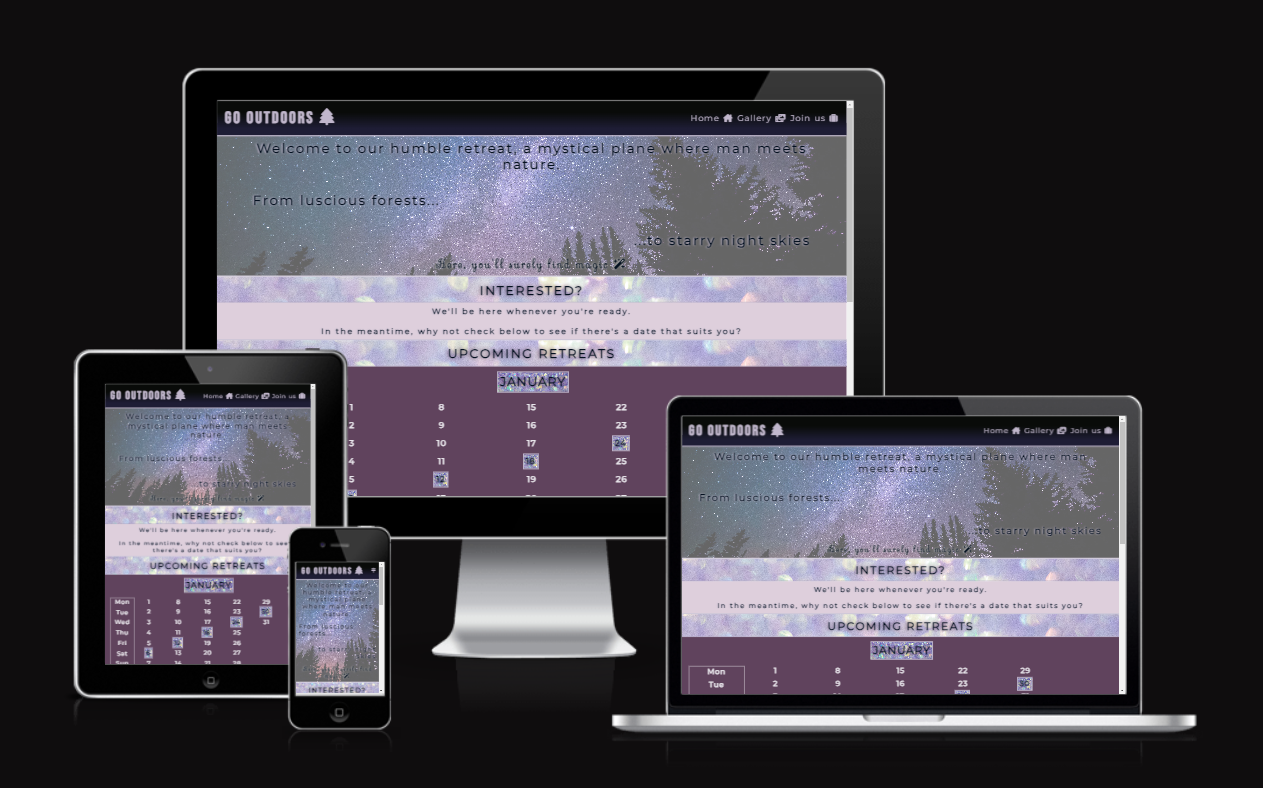 GO OUTDOORS Home Gallery Join us
Welcome to our humble retreat, a mystical plane where man meets
nature.
From luscious forests...
...to starry night skies
Here, you'll surely find magic
INTERESTED?
We'll be here whenever you're ready.
In the meantime, why not check below to see if there's a date that suits you?
UPCOMING RETREATS
JANUARY
1 8 15 22
2 9 16 23
3 10 17 24
4 11 18 25
5 12 19 26
GO OUTDOORS Home Gallery Join us
Welcome to our humble retreat, a
mystical plane where man meets
nature.
From luscious forests...
...to starry night skies
Here, you'll surely find magic
INTERESTED?
We'll be here whenever you're ready.
In the meantime, why not check below to see if
there's a date that suits you?
UPCOMING RETREATS
JANUARY
Mon 1 8 15 22 29
Tue 2 9 16 23 30
Wed 3 10 17 24 31
Thu 4 11 18 25
Fri 5 12 19 26
Sat 6 13 20 27
Sun 7 14 21 28
GO OUTDOORS
Welcome to our
humble retreat, a
mystical plane
where man meets
nature.
From luscious
forests...
...to starry
INTERESTED?
GO OUTDOORS Home Gallery Join us
Welcome to our humble retreat, a mystical plane where man
meets nature.
From luscious forests...
...to starry night skies
Here, you'll surely find magic
INTERESTED?
We'll be here whenever you're ready.
In the meantime, why not check below to see if there's a date that suits you?
UPCOMING RETREATS
JANUARY
Mon 1 8 15 22 29
Tue 2 9 16 23 30